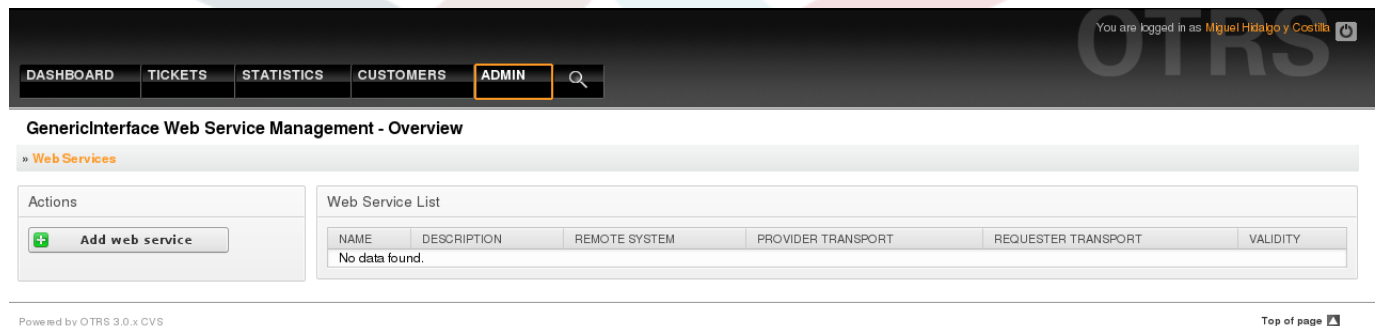 OTRS
You are logged in as Miguel Hidalgo y Costilla
DASHBOARD TICKETS STATISTICS CUSTOMERS ADMIN
GenericInterface Web Service Management - Overview
» Web Services
Actions
Add web service
Web Service List
NAME DESCRIPTION REMOTE SYSTEM PROVIDER TRANSPORT REQUESTER TRANSPORT VALIDITY
No data found.
Powered by OTRS 3.0.x CVS
Top of page